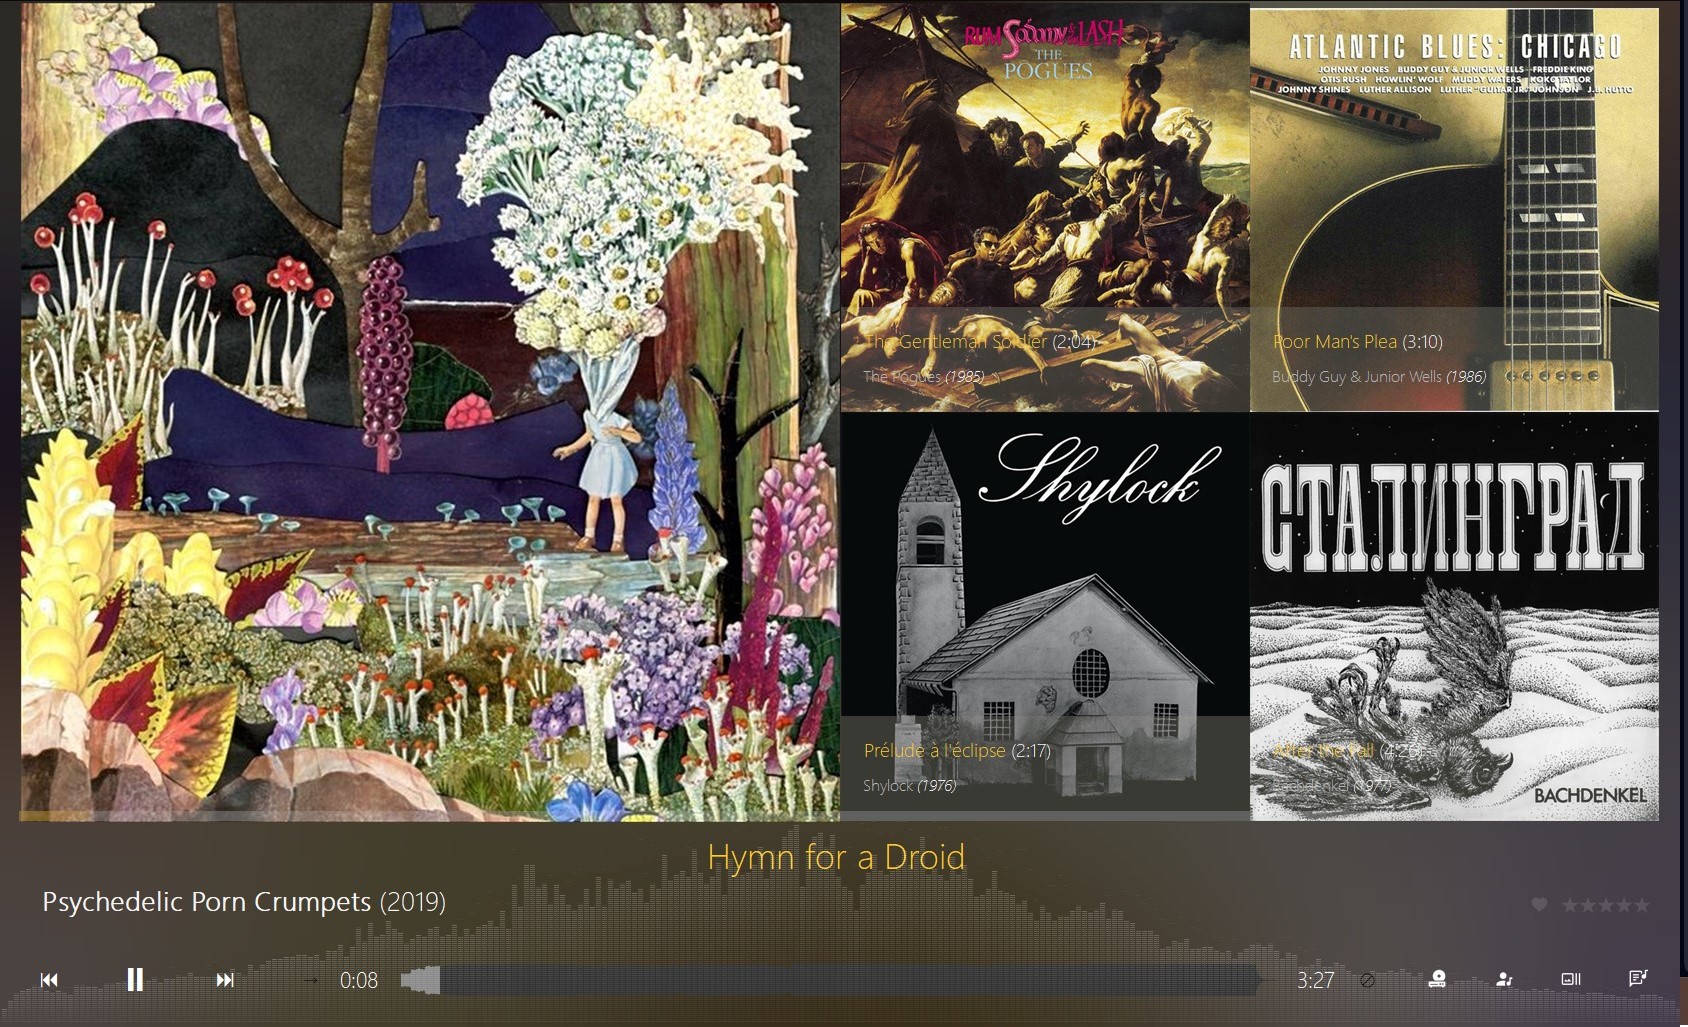 RUM Sodomy & the LASH
THE
POGUES
The Gentleman Soldier (2:04)
The Pogues (1985)
ATLANTIC BLUES: CHICAGO
JOHNNY JONES BUDDY GUY & JUNIOR WELLS FREDDIE KING
OTIS RUSH HOWLIN' WOLF MUDDY WATERS KOKO TAYLOR
JOHNNY SHINES LUTHER ALLISON LUTHER "GUITAR JR." JOHNSON J.B. HUTTO
Poor Man's Plea (3:10)
Buddy Guy & Junior Wells (1986)
Shylock
Prélude à l'éclipse (2:17)
Shylock (1976)
СТАЛИНГРАД
After the Fall (4:26)
Bachdenkel (1977)
BACHDENKEL
Hymn for a Droid
Psychedelic Porn Crumpets (2019)
0:08
3:27